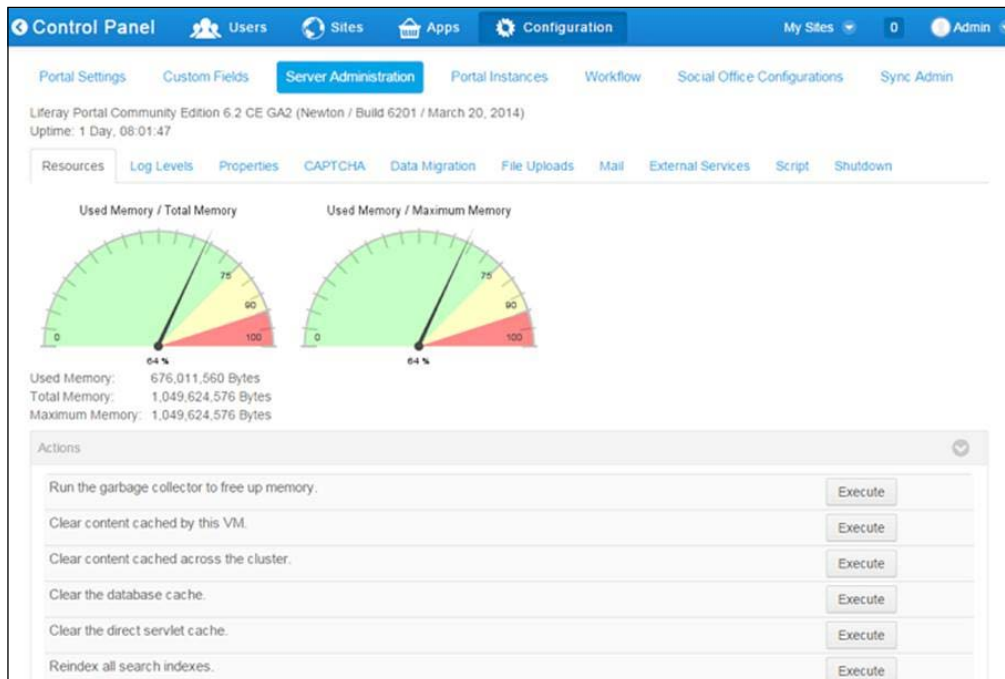 Control Panel Users Sites Apps Configuration My Sites 0 Admin
Portal Settings Custom Fields Server Administration Portal Instances Workflow Social Office Configurations Sync Admin
Liferay Portal Community Edition 6.2 CE GA2 (Newton / Build 6201 / March 20, 2014)
Uptime: 1 Day, 08:01:47
Resources Log Levels Properties CAPTCHA Data Migration File Uploads Mail External Services Script Shutdown
Used Memory / Total Memory Used Memory / Maximum Memory
75 75
90 90
0 100 0 100
64 % 64 %
Used Memory: 676,011,560 Bytes
Total Memory: 1,049,624,576 Bytes
Maximum Memory: 1,049,624,576 Bytes
Actions
Run the garbage collector to free up memory. Execute
Clear content cached by this VM. Execute
Clear content cached across the cluster. Execute
Clear the database cache. Execute
Clear the direct servlet cache. Execute
Reindex all search indexes. Execute